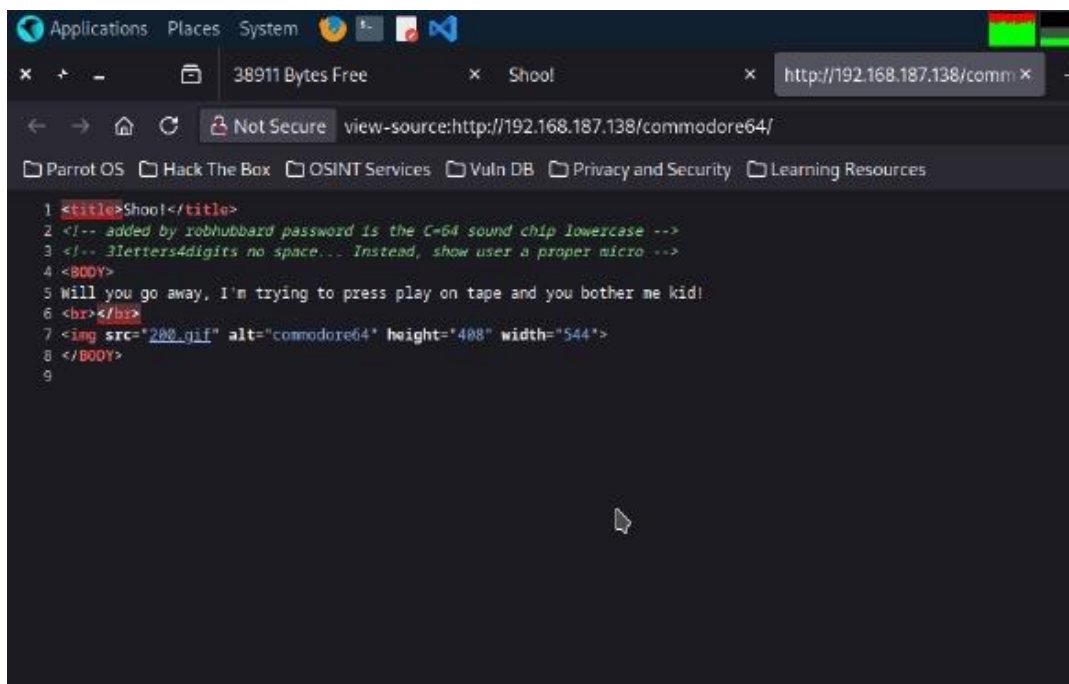 Applications Places System
38911 Bytes Free × Shoo! × http://192.168.187.138/comm ×
Not Secure view-source:http://192.168.187.138/commodore64/
Parrot OS Hack The Box OSINT Services Vuln DB Privacy and Security Learning Resources
1 <title>Shoo!</title>
2 <!-- added by robhubbard password is the C=64 sound chip lowercase -->
3 <!-- 3letters4digits no space... Instead, show user a proper micro -->
4 <BODY>
5 Will you go away, I'm trying to press play on tape and you bother me kid!
6 <br></br>
7 <img src="200.gif" alt="commodore64" height="408" width="544">
8 </BODY>
9